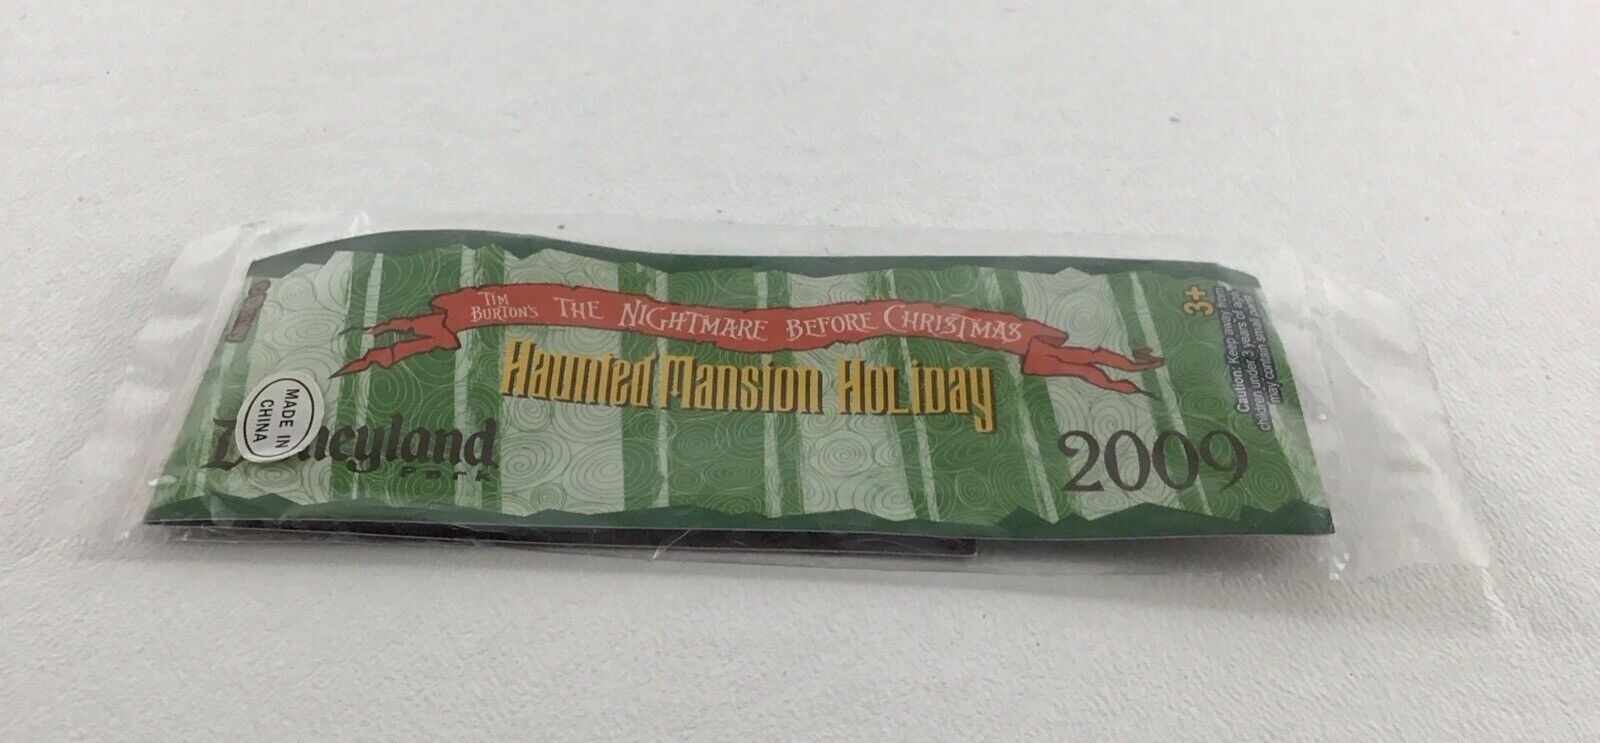 TIM
BURTON'S THE NIGHTMARE BEFORE CHRISTMAS
Haunted Mansion Holiday
MADE IN
CHINA
Disneyland
Park
2009
3+
Caution: Keep away from
children under 3 years of age,
may contain small parts